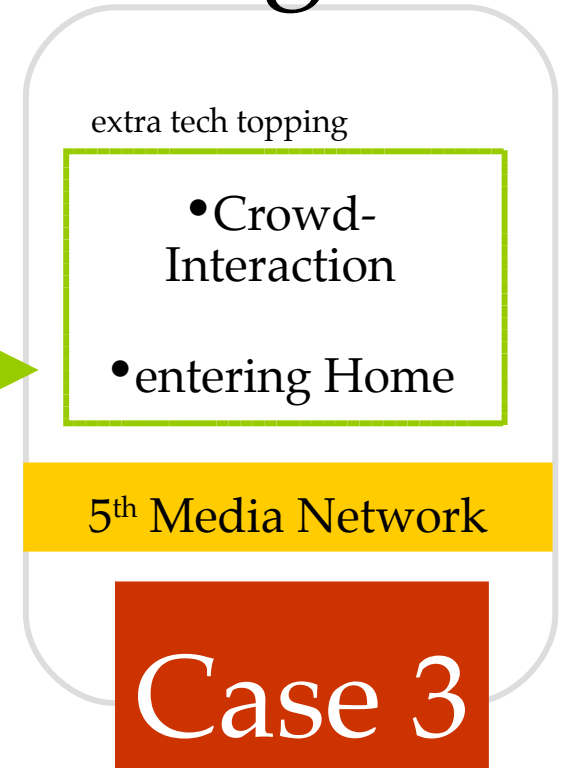 extra tech topping
•Crowd-
Interaction
•entering Home
5th Media Network
Case 3